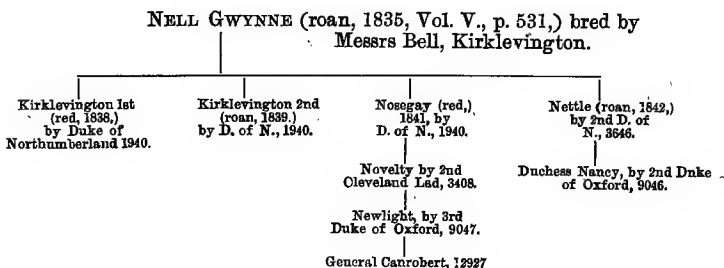 NELL GWYNNE (roan, 1835, Vol. V., p. 531,) bred by
Messrs Bell, Kirklevington.
Kirklevington 1st
(red, 1838,)
by Duke of
Northumberland 1940.
Kirklevington 2nd
(roan, 1839.)
by D. of N., 1940.
Nosegay (red,)
1841, by
D. of N., 1940.
Novelty by 2nd
Cleveland Lad, 3408.
Newlight, by 3rd
Duke of Oxford, 9047.
General Canrobert, 12927
Nettle (roan, 1842,)
by 2nd D. of
N., 3646.
Duchess Nancy, by 2nd Duke
of Oxford, 9046.